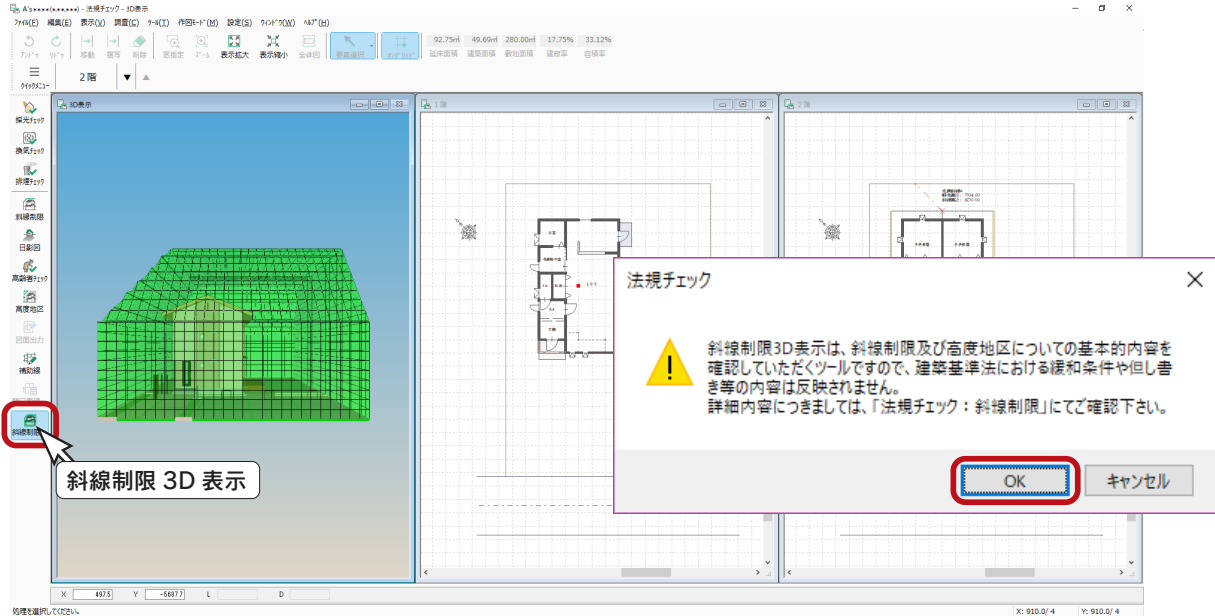 A's×××× (×.××,×××) - 法規チェック - 3D表示
ファイル(F) 編集(E) 表示(V) 調査(C) ツール(T) 作図モード(M) 設定(S) ウィンドウ(W) ヘルプ(H)
92.75㎡ 49.69㎡ 280.00㎡ 17.75% 33.12%
アンドゥ リドゥ 移動 複写 削除 窓指定 ズーム 表示拡大 表示縮小 全体図 延床面積 建築面積 敷地面積 建蔽率 容積率
クイックメニュー
2階
採光チェック
換気チェック
排煙チェック
斜線制限
日影図
高齢者チェック
高度地区
図面出力
補助線
斜線制限
3D表示
1階
2階
斜線制限 3D 表示
法規チェック
斜線制限3D表示は、斜線制限及び高度地区についての基本的内容を
確認していただくツールですので、建築基準法における緩和条件や但し書
き等の内容は反映されません。
詳細内容につきましては、「法規チェック：斜線制限」にてご確認下さい。
OK
キャンセル
X 497.5 Y -5687.7 L D
処理を選択してください。
X: 910.0/ 4 Y: 910.0/ 4